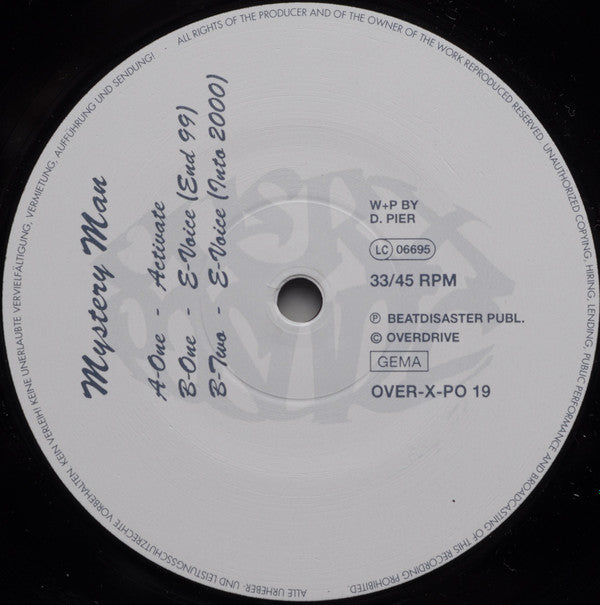 Mystery Man
A-One - Activate
B-One - E-Voice (End 99)
B-Two - E-Voice (Into 2000)
W+P BY
D. PIER
LC 06695
33/45 RPM
Ⓟ BEATDISASTER PUBL.
© OVERDRIVE
GEMA
OVER-X-PO 19
ALL RIGHTS OF THE PRODUCER AND OF THE OWNER OF THE WORK REPRODUCED RESERVED. UNAUTHORIZED COPYING, HIRING, LENDING, PUBLIC PERFORMANCE AND BROADCASTING OF THIS RECORDING PROHIBITED.
ALLE URHEBER- UND LEISTUNGSSCHUTZRECHTE VORBEHALTEN. KEIN VERLEIH! KEINE UNERLAUBTE VERVIELFÄLTIGUNG, VERMIETUNG, AUFFÜHRUNG UND SENDUNG!